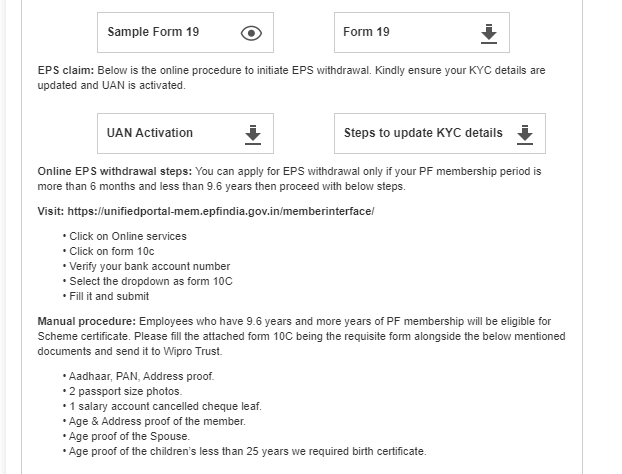 Sample Form 19
Form 19
EPS claim: Below is the online procedure to initiate EPS withdrawal. Kindly ensure your KYC details are
updated and UAN is activated.
UAN Activation
Steps to update KYC details
Online EPS withdrawal steps: You can apply for EPS withdrawal only if your PF membership period is
more than 6 months and less than 9.6 years then proceed with below steps.
Visit: https://unifiedportal-mem.epfindia.gov.in/memberinterface/
• Click on Online services
• Click on form 10c
• Verify your bank account number
• Select the dropdown as form 10C
• Fill it and submit
Manual procedure: Employees who have 9.6 years and more years of PF membership will be eligible for
Scheme certificate. Please fill the attached form 10C being the requisite form alongside the below mentioned
documents and send it to Wipro Trust.
• Aadhaar, PAN, Address proof.
• 2 passport size photos.
• 1 salary account cancelled cheque leaf.
• Age & Address proof of the member.
• Age proof of the Spouse.
• Age proof of the children's less than 25 years we required birth certificate.